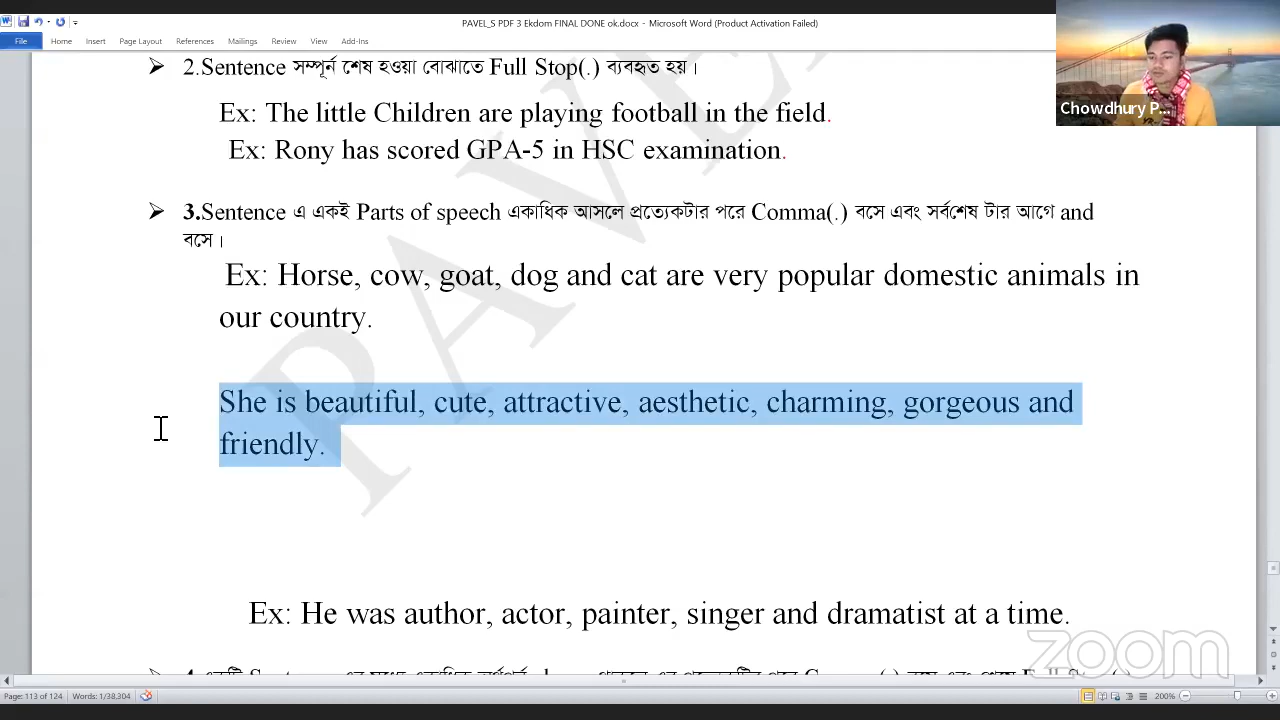 PAVEL_S PDF 3 Ekdom FINAL DONE ok.docx - Microsoft Word (Product Activation Failed)
File Home Insert Page Layout References Mailings Review View Add-Ins
Chowdhury P...
2.Sentence সম্পূর্ন শেষ হওয়া বোঝাতে Full Stop(.) ব্যবহৃত হয়।
Ex: The little Children are playing football in the field.
Ex: Rony has scored GPA-5 in HSC examination.
3.Sentence এ একই Parts of speech একাধিক আসলে প্রত্যেকটার পরে Comma(.) বসে এবং সর্বশেষ টার আগে and
বসে।
Ex: Horse, cow, goat, dog and cat are very popular domestic animals in
our country.
She is beautiful, cute, attractive, aesthetic, charming, gorgeous and
friendly.
Ex: He was author, actor, painter, singer and dramatist at a time.
zoom
PAVE
Page: 113 of 124 Words: 1/38,304 200%